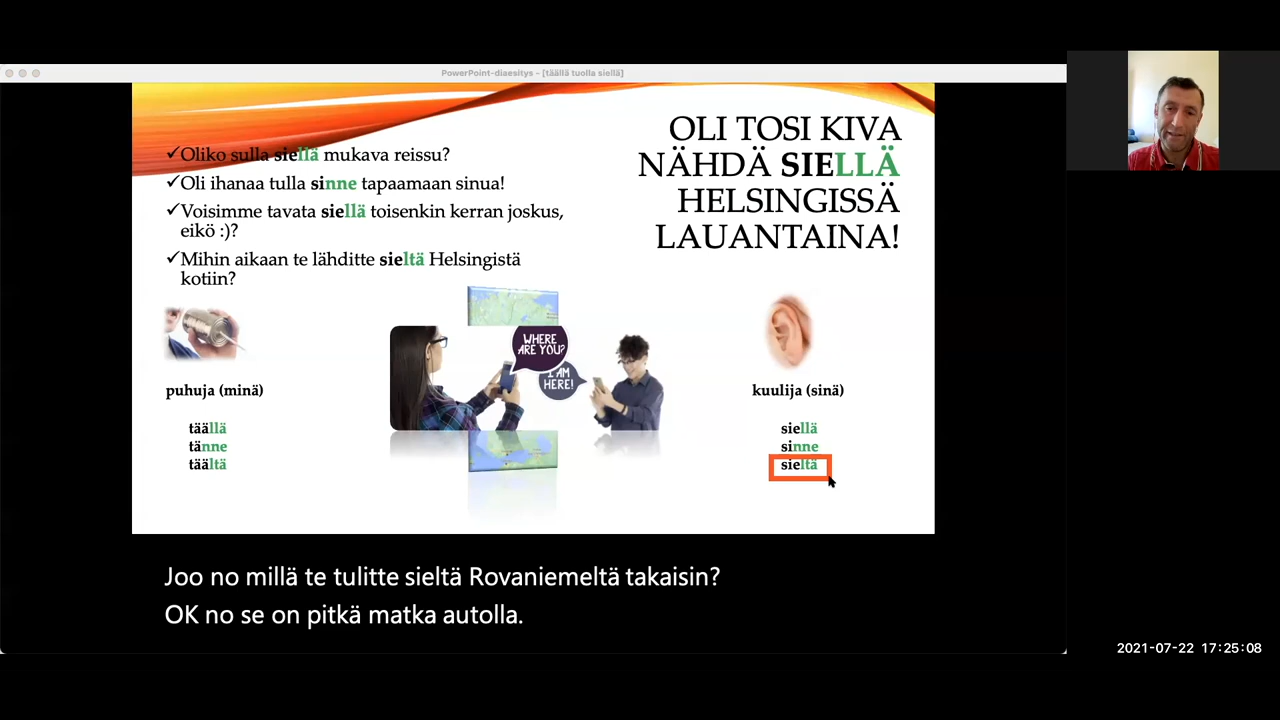 PowerPoint-diaesitys - [täällä tuolla siellä]
OLI TOSI KIVA
NÄHDÄ SIELLÄ
HELSINGISSÄ
LAUANTAINA!
✓Oliko sulla siellä mukava reissu?
✓Oli ihanaa tulla sinne tapaamaan sinua!
✓Voisimme tavata siellä toisenkin kerran joskus,
eikö :)?
✓Mihin aikaan te lähditte sieltä Helsingistä
kotiin?
WHERE
ARE YOU?
I AM
HERE!
puhuja (minä)
täällä
tänne
täältä
kuulija (sinä)
siellä
sinne
sieltä
Joo no millä te tulitte sieltä Rovaniemeltä takaisin?
OK no se on pitkä matka autolla.
2021-07-22 17:25:08